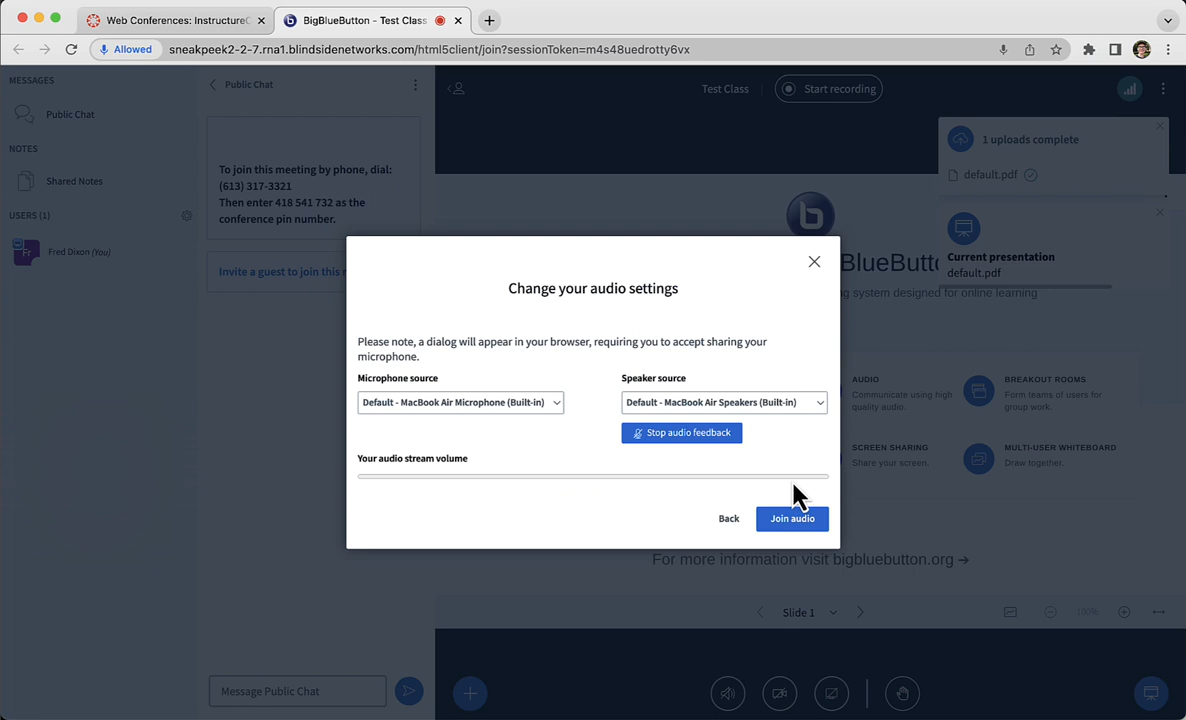 Web Conferences: InstructureC
BigBlueButton - Test Class
Allowed
sneakpeek2-2-7.rna1.blindsidenetworks.com/html5client/join?sessionToken=m4s48uedrotty6vx
MESSAGES
Public Chat
NOTES
Shared Notes
USERS (1)
Fr
Fred Dixon (You)
Public Chat
To join this meeting by phone, dial:
(613) 317-3321
Then enter 418 541 732 as the
conference pin number.
Invite a guest to join this
Message Public Chat
Test Class
Start recording
1 uploads complete
default.pdf
Current presentation
default.pdf
BlueButto
ng system designed for online learning
Change your audio settings
Please note, a dialog will appear in your browser, requiring you to accept sharing your
microphone.
Microphone source
Default - MacBook Air Microphone (Built-in)
Speaker source
Default - MacBook Air Speakers (Built-in)
Stop audio feedback
Your audio stream volume
Back
Join audio
AUDIO
Communicate using high
quality audio.
BREAKOUT ROOMS
Form teams of users for
group work.
SCREEN SHARING
Share your screen.
MULTI-USER WHITEBOARD
Draw together.
For more information visit bigbluebutton.org →
Slide 1
100%